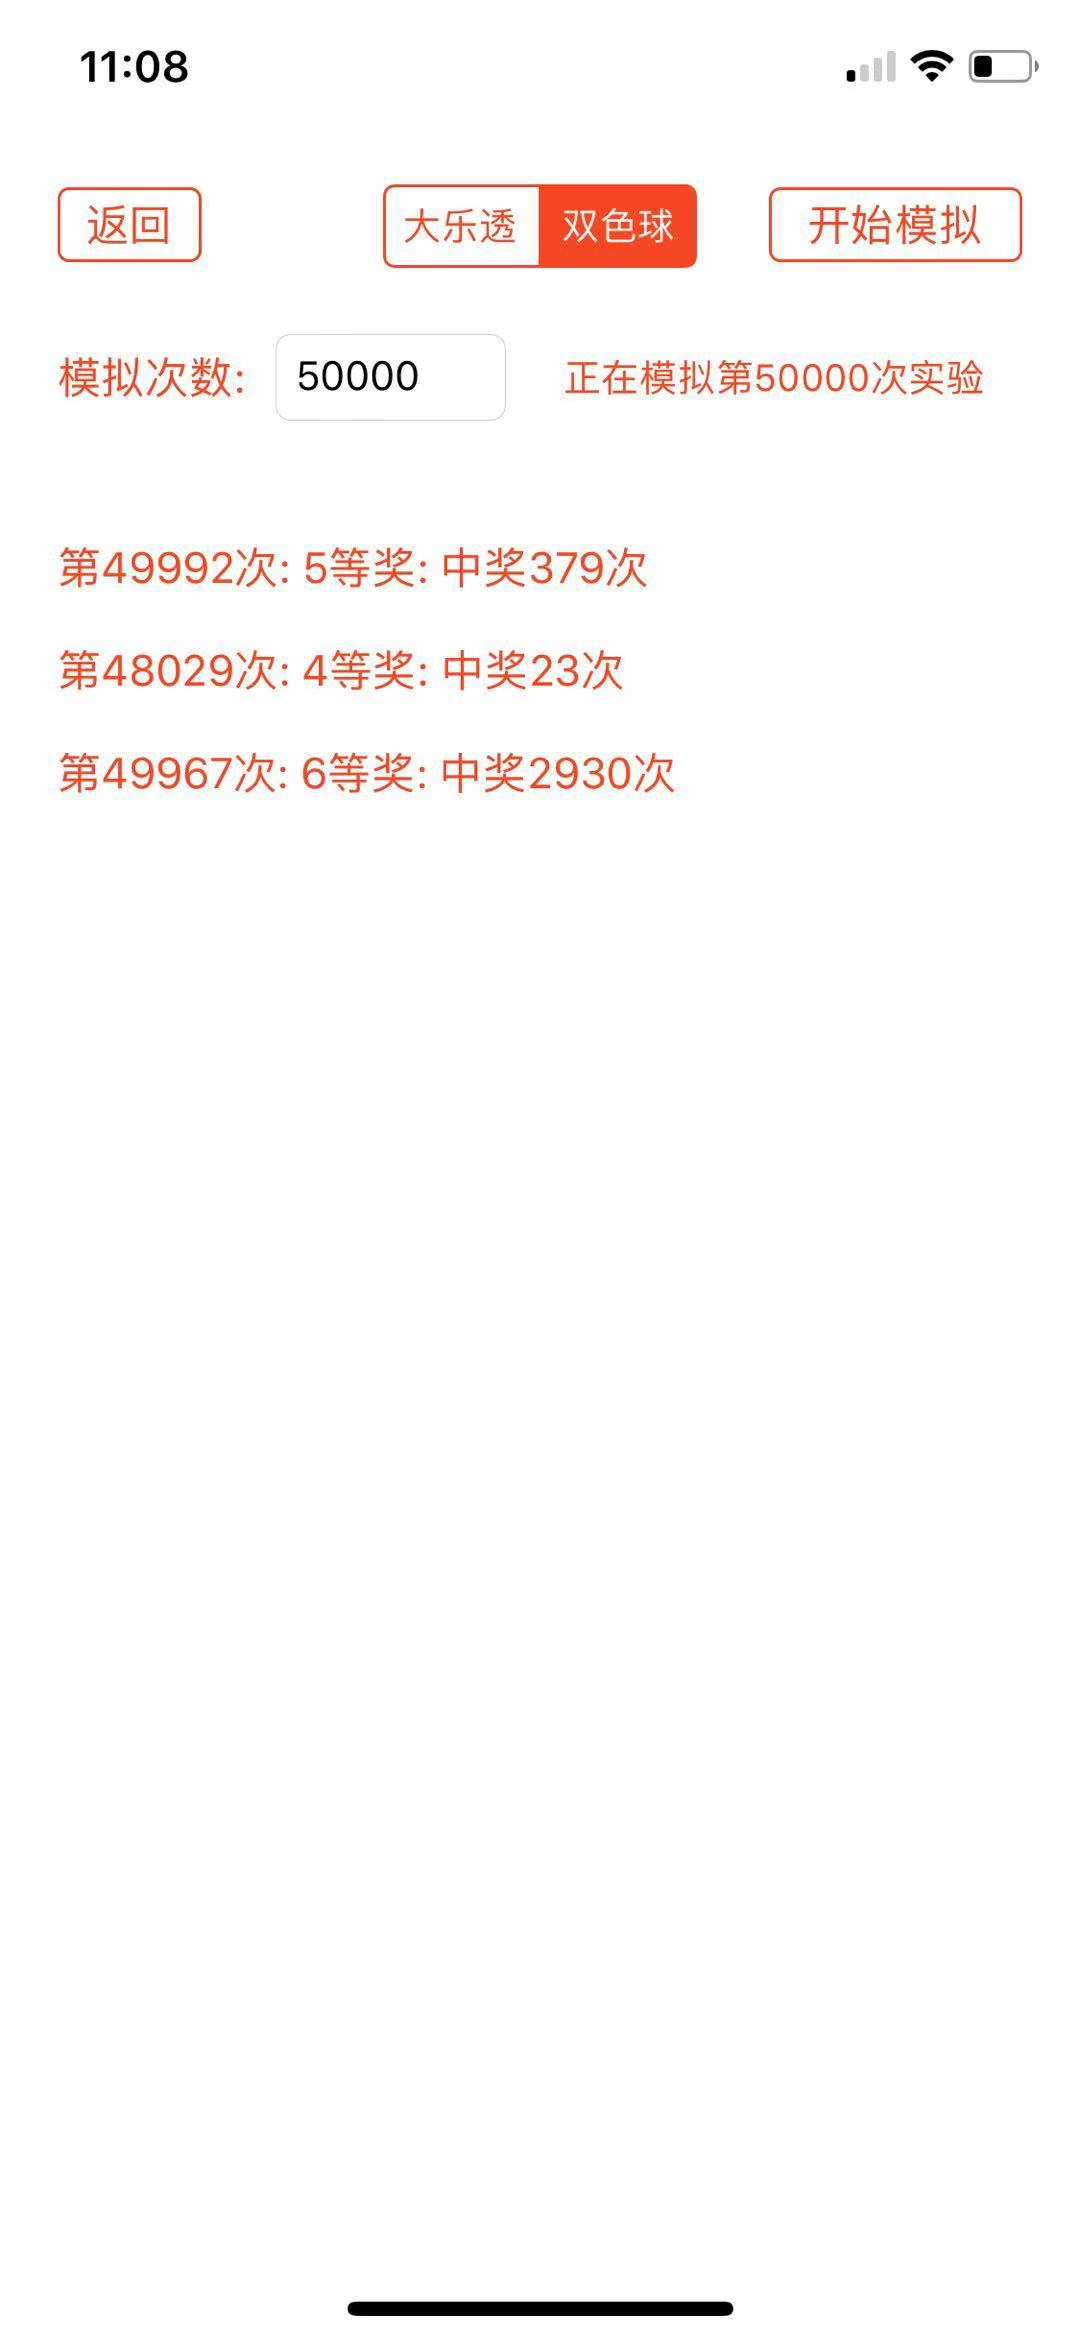 11:08
返回 大乐透 双色球 开始模拟
模拟次数: 50000 正在模拟第50000次实验
第49992次: 5等奖: 中奖379次
第48029次: 4等奖: 中奖23次
第49967次: 6等奖: 中奖2930次